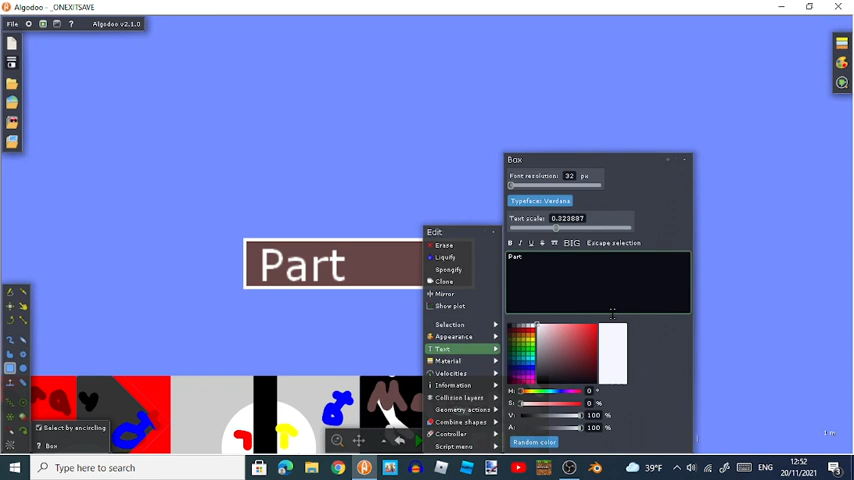 Algodoo - _ONEXITSAVE
File
?
Algodoo v2.1.0
Box
Font resolution: 32 px
Typeface: Verdana
Text scale: 0.323887
B I U S BIG Escape selection
Part
Part
Edit
Erase
Liquify
Spongify
Clone
Mirror
Show plot
Selection
Appearance
T Text
Material
Velocities
Information
Collision layers
Geometry actions
Combine shapes
Controller
Script menu
H: 0 °
S: 0 %
V: 100 %
A: 100 %
Random color
Select by encircling
? Box
1 m
Type here to search
39°F
ENG
12:52
20/11/2021
3